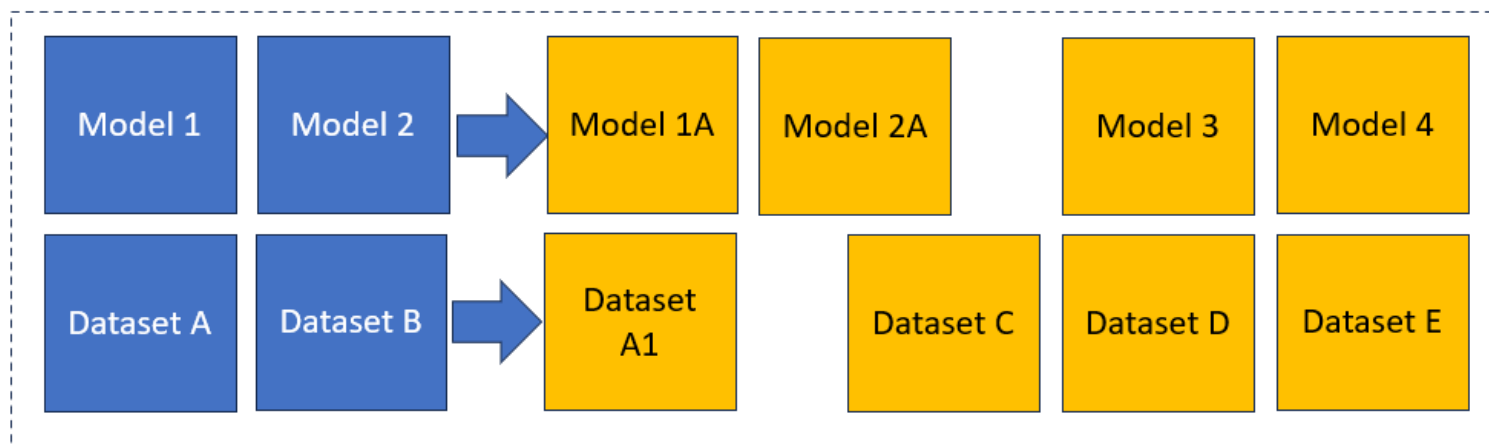 Model 1
Model 2
Model 1A
Model 2A
Model 3
Model 4
Dataset A
Dataset B
Dataset
A1
Dataset C
Dataset D
Dataset E